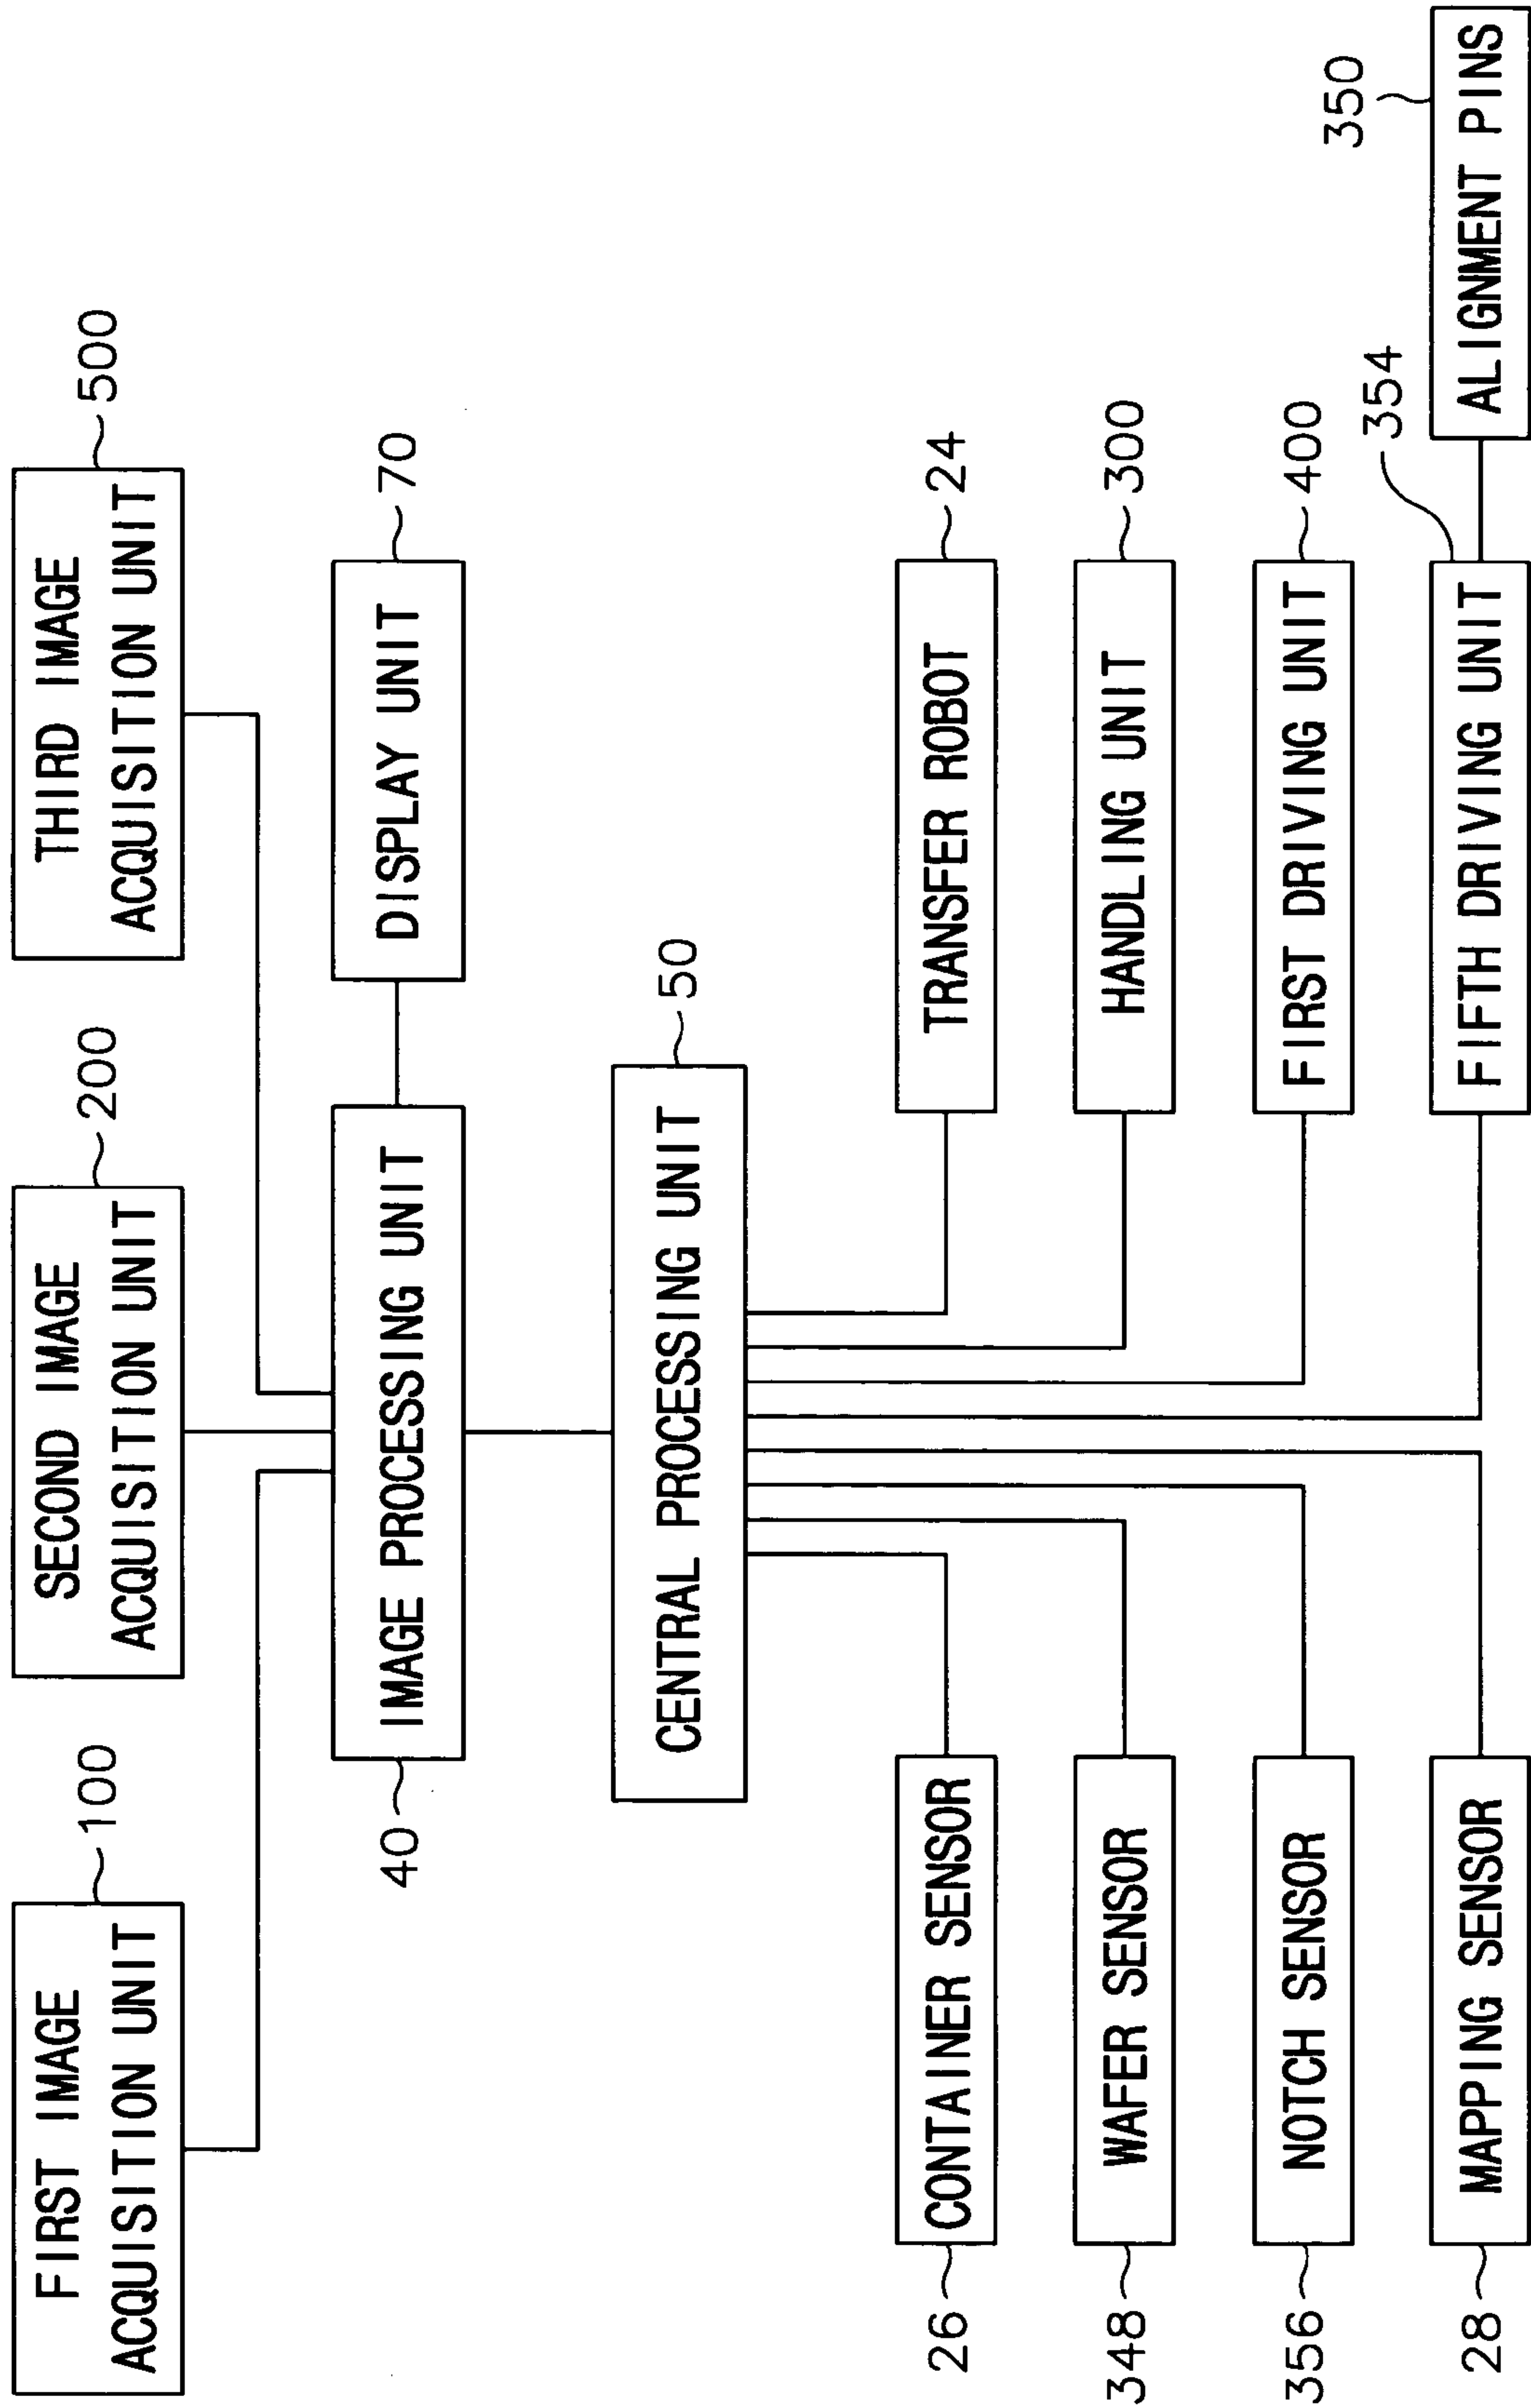 FIRST IMAGE
ACQUISITION UNIT
100
SECOND IMAGE
ACQUISITION UNIT
200
THIRD IMAGE
ACQUISITION UNIT
500
40
IMAGE PROCESSING UNIT
DISPLAY UNIT
70
CENTRAL PROCESSING UNIT
50
26
CONTAINER SENSOR
TRANSFER ROBOT
24
348
WAFER SENSOR
HANDLING UNIT
300
356
NOTCH SENSOR
FIRST DRIVING UNIT
400
28
MAPPING SENSOR
FIFTH DRIVING UNIT
354
ALIGNMENT PINS
350